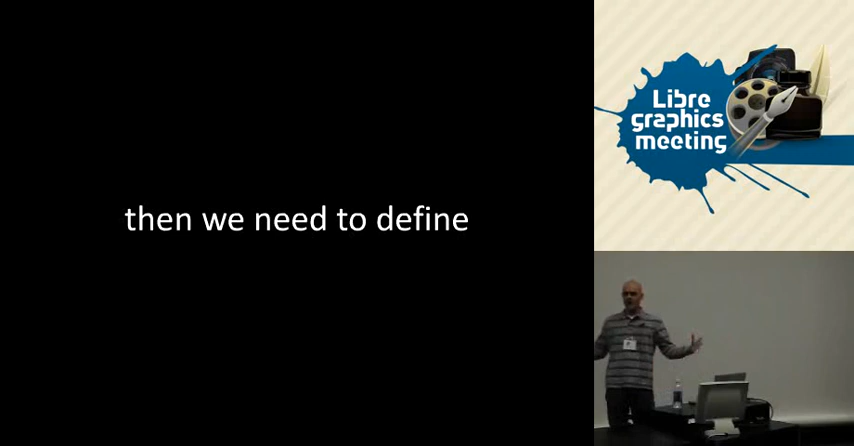 then we need to define
Libre
graphics
meeting